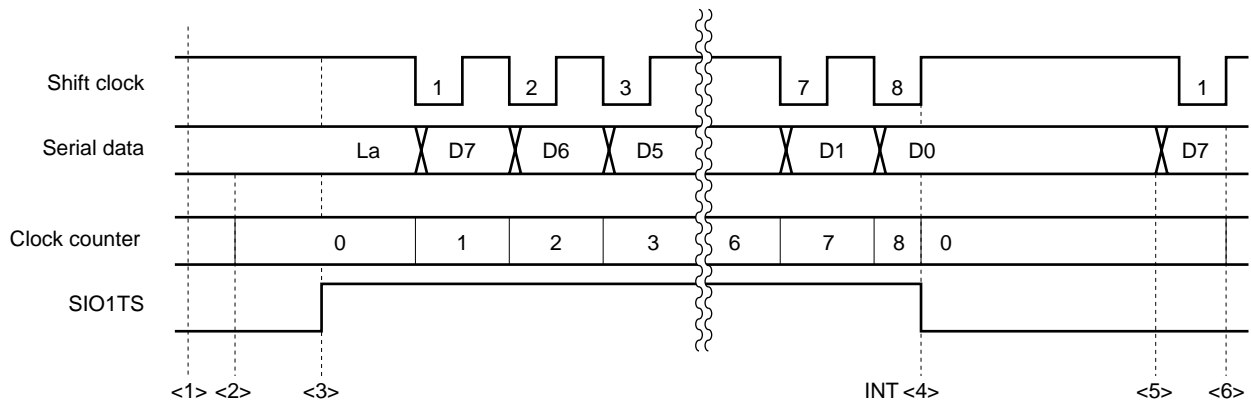 Shift clock 1 2 3 7 8 1
Serial data La D7 D6 D5 D1 D0 D7
Clock counter 0 1 2 3 6 7 8 0
SIO1TS
<1> <2> <3> INT <4> <5> <6>